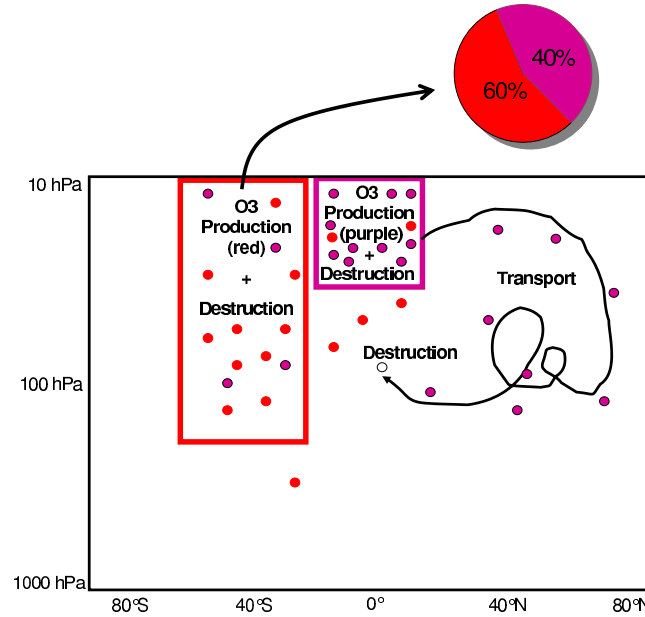 40%
60%
10 hPa
O3
Production
(red)
+
Destruction
O3
Production
(purple)
+
Destruction
Transport
Destruction
100 hPa
1000 hPa
80°S
40°S
0°
40°N
80°N